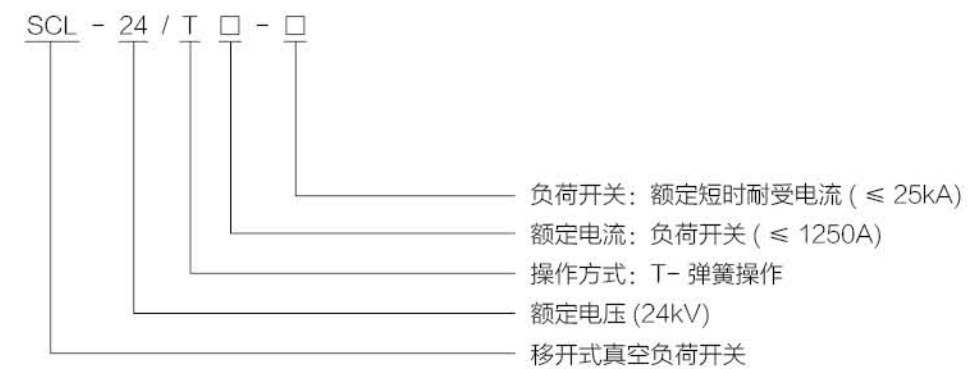 SCL - 24 / T □ - □
负荷开关：额定短时耐受电流 ( ≤ 25kA)
额定电流：负荷开关 ( ≤ 1250A)
操作方式：T- 弹簧操作
额定电压 (24kV)
移开式真空负荷开关